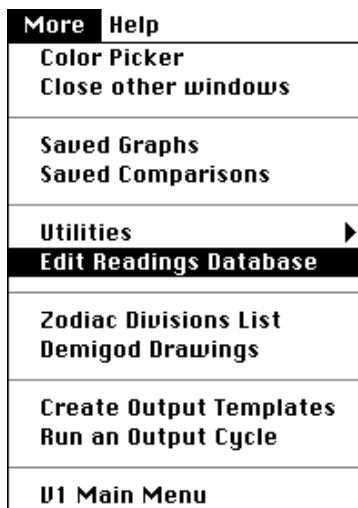 More Help
Color Picker
Close other windows
Saved Graphs
Saved Comparisons
Utilities
Edit Readings Database
Zodiac Divisions List
Demigod Drawings
Create Output Templates
Run an Output Cycle
V1 Main Menu